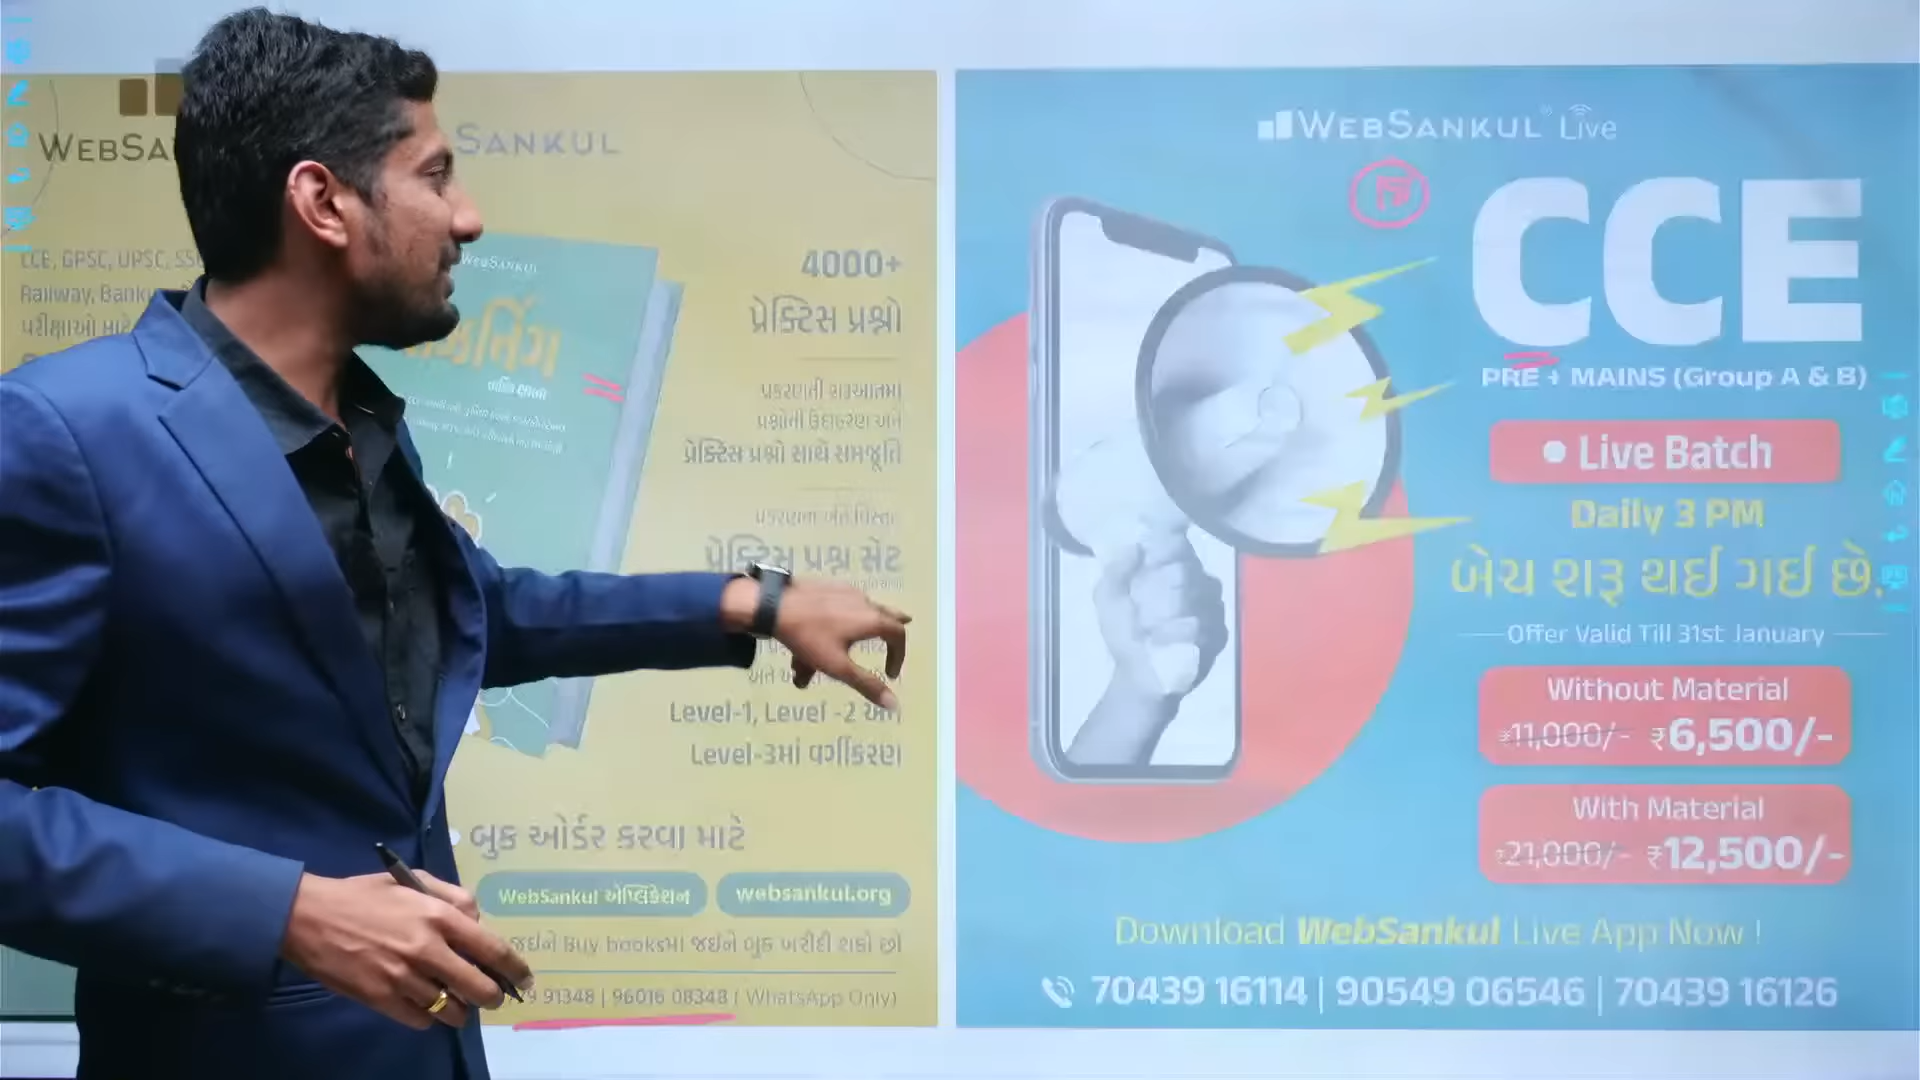 SANKUL
CCE, GPSC, UPSC,
Railway,
પરીક્ષાઓ માટે
WEBSANKUL
4000+
પ્રેક્ટિસ પ્રશ્નો
પ્રકરણની શરૂઆતમાં
પ્રશ્નોની ઉદાહરણ અને
પ્રેક્ટિસ પ્રશ્નો સાથે સમજૂતિ
પ્રેક્ટિસ પ્રશ્ન સેટ
Level-1, Level -2 અને
Level-3માં વર્ગીકરણ
બુક ઓર્ડર કરવા માટે
WebSankul એપ્લિકેશન
websankul.org
જઈને Buy booksમાં જઈને બુક ખરીદી શકો છો
91348 | 96016 08348 ( WhatsApp Only)
WEBSANKUL Live
CCE
PRE + MAINS (Group A & B)
Live Batch
Daily 3 PM
બેચ શરૂ થઈ ગઈ છે.
Offer Valid Till 31st January
Without Material
₹11,000/- ₹6,500/-
With Material
₹21,000/- ₹12,500/-
Download WebSankul Live App Now !
70439 16114 | 90549 06546 | 70439 16126